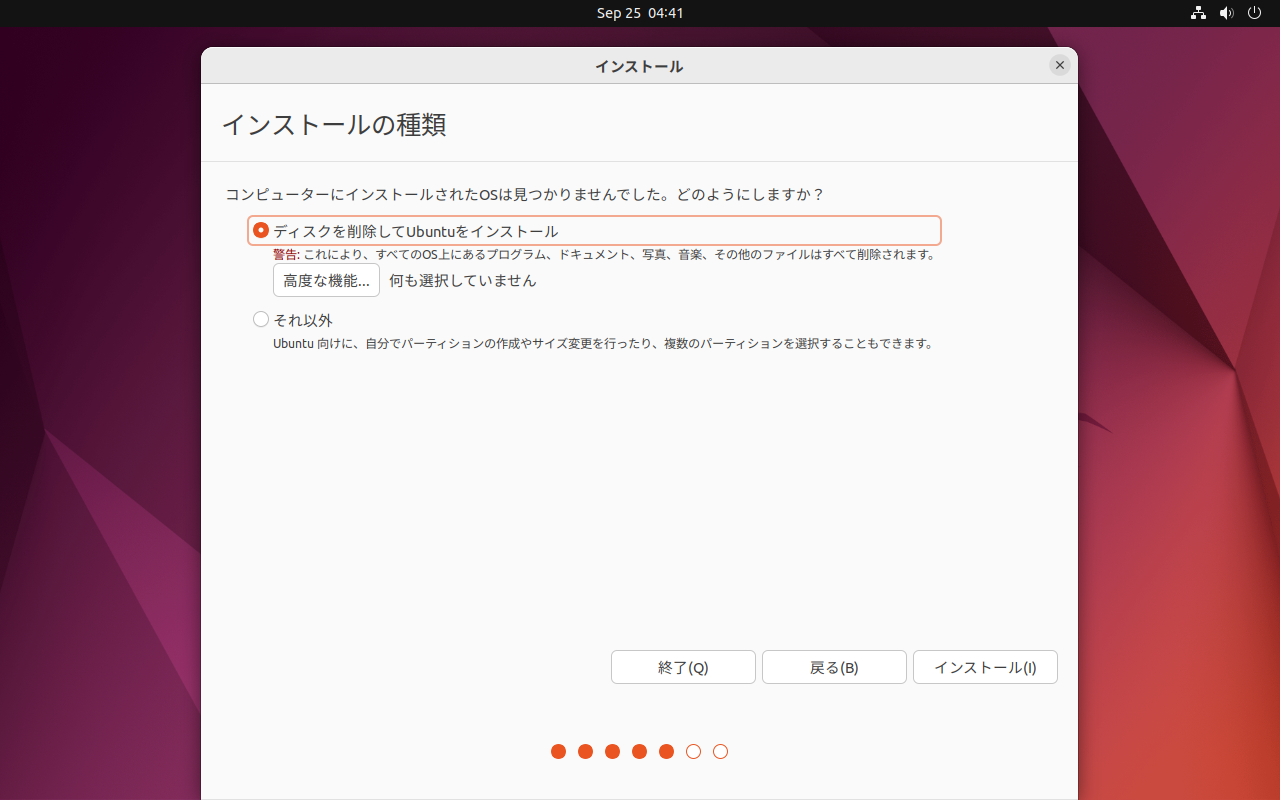 Sep 25 04:41
インストール
インストールの種類
コンピューターにインストールされたOSは見つかりませんでした。どのようにしますか？
ディスクを削除してUbuntuをインストール
警告: これにより、すべてのOS上にあるプログラム、ドキュメント、写真、音楽、その他のファイルはすべて削除されます。
高度な機能... 何も選択していません
それ以外
Ubuntu 向けに、自分でパーティションの作成やサイズ変更を行ったり、複数のパーティションを選択することもできます。
終了(Q) 戻る(B) インストール(I)